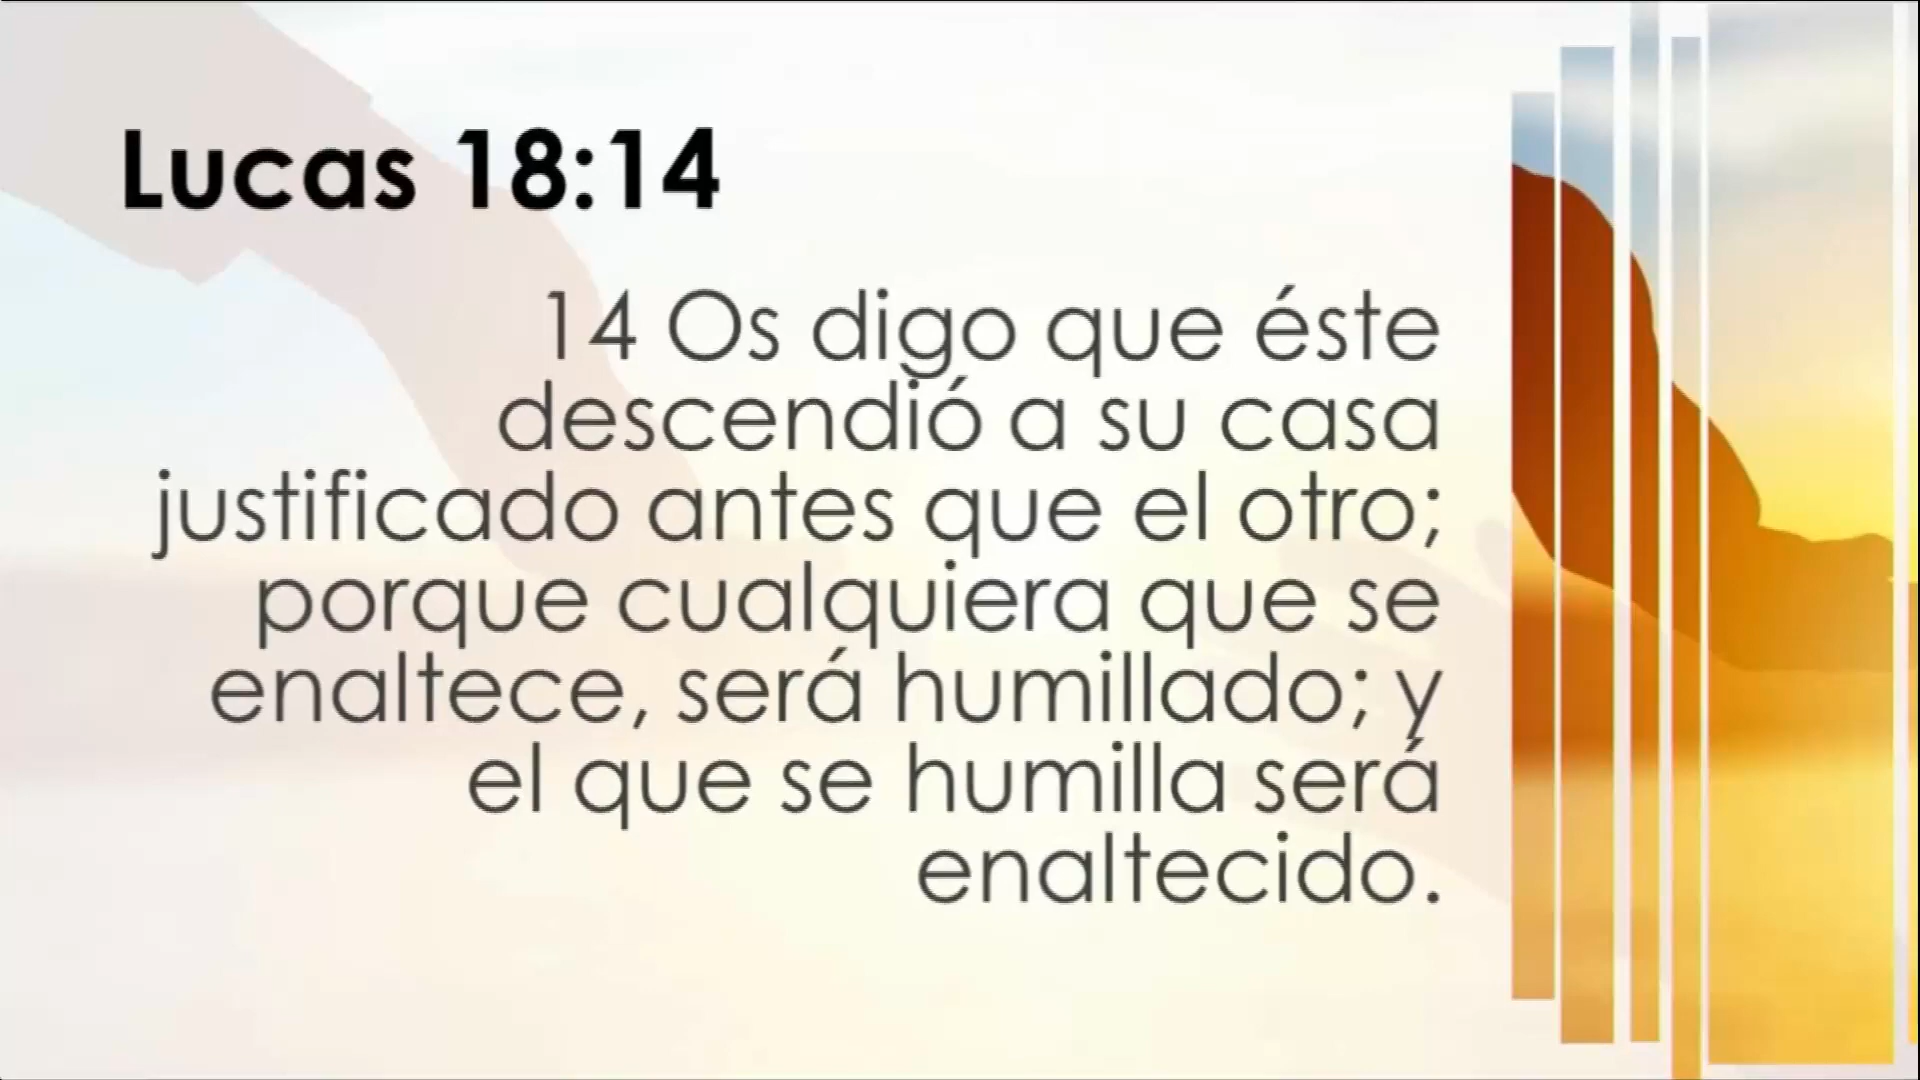 Lucas 18:14
14 Os digo que éste
descendió a su casa
justificado antes que el otro;
porque cualquiera que se
enaltece, será humillado; y
el que se humilla será
enaltecido.